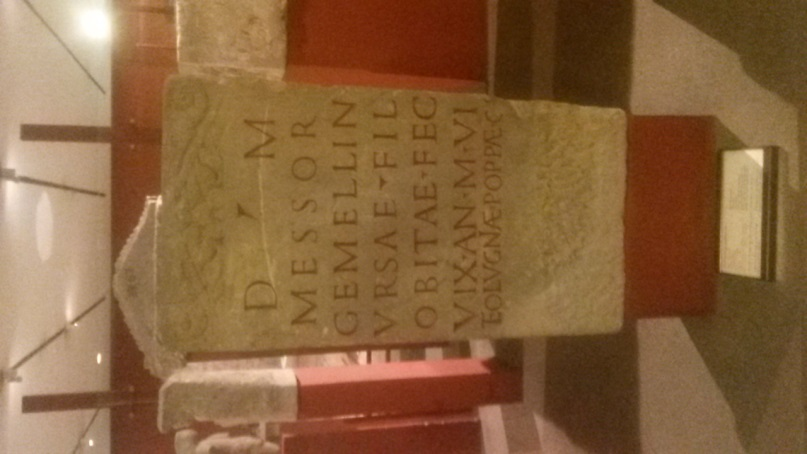 D M
MESSOR
GEMELLIN
VRSAE FIL
OBITAE FEC
VIX AN M VI